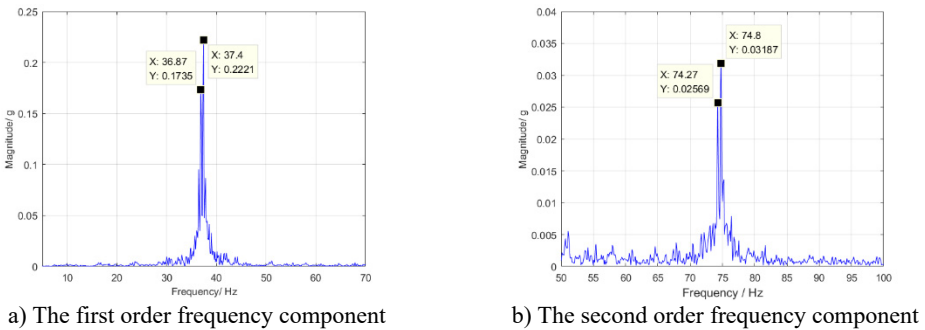 0.25
0.2
0.15
0.1
0.05
0
Magnitude/ g
X: 36.87
Y: 0.1735
X: 37.4
Y: 0.2221
10 20 30 40 50 60 70
Frequency/ Hz
a) The first order frequency component
0.04
0.035
0.03
0.025
0.02
0.015
0.01
0.005
0
Magnitude/ g
X: 74.8
Y: 0.03187
X: 74.27
Y: 0.02569
50 55 60 65 70 75 80 85 90 95 100
Frequency / Hz
b) The second order frequency component